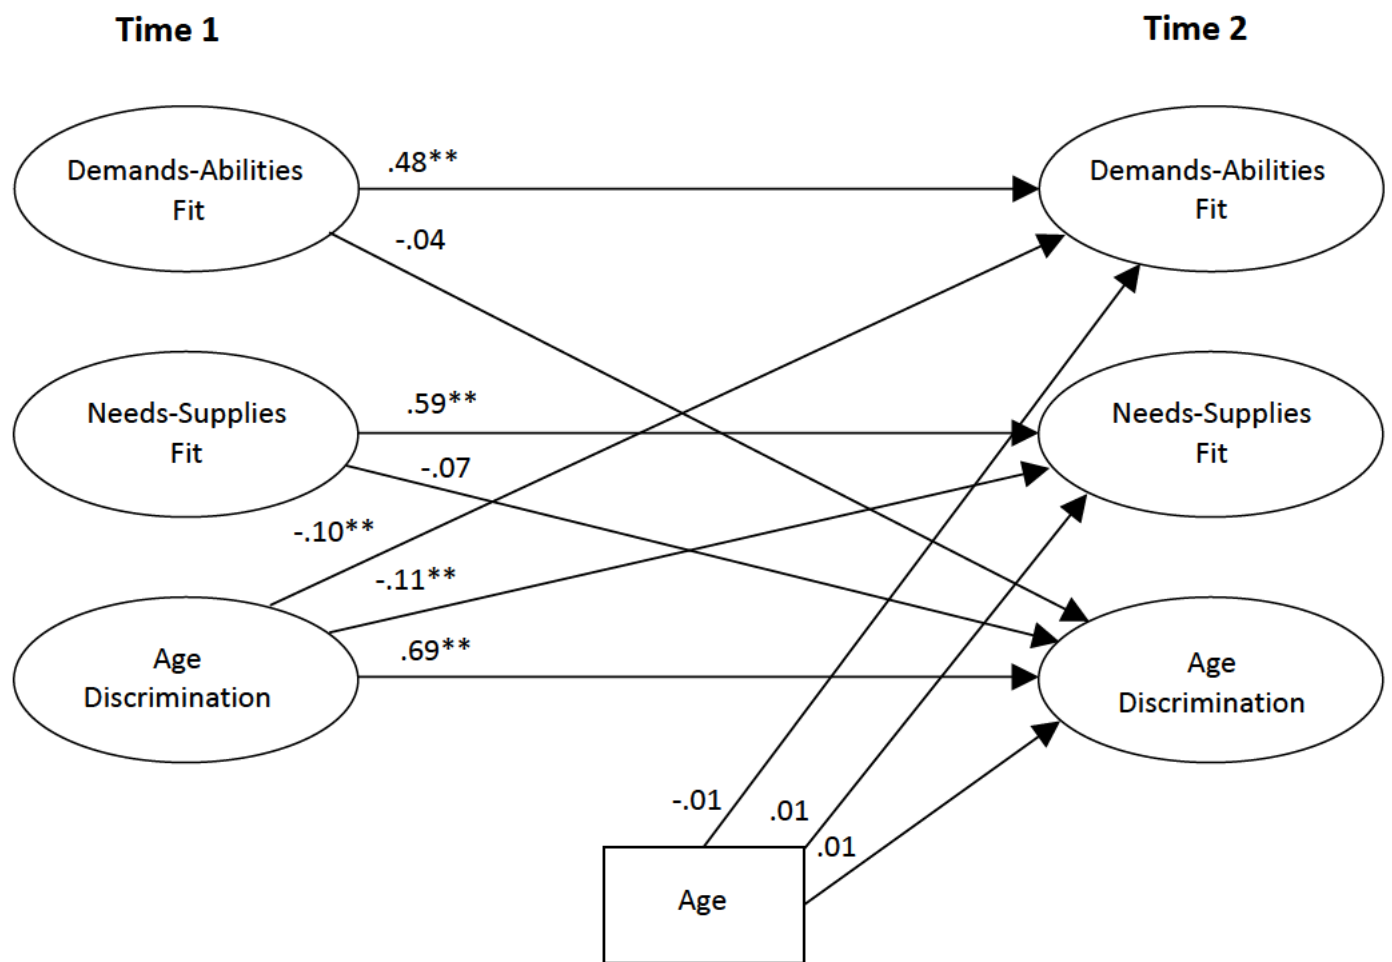 Time 1
Time 2
Demands-Abilities
Fit
.48**
-.04
Demands-Abilities
Fit
Needs-Supplies
Fit
.59**
-.07
Needs-Supplies
Fit
-.10**
-.11**
Age
Discrimination
.69**
Age
Discrimination
-.01
.01
.01
Age